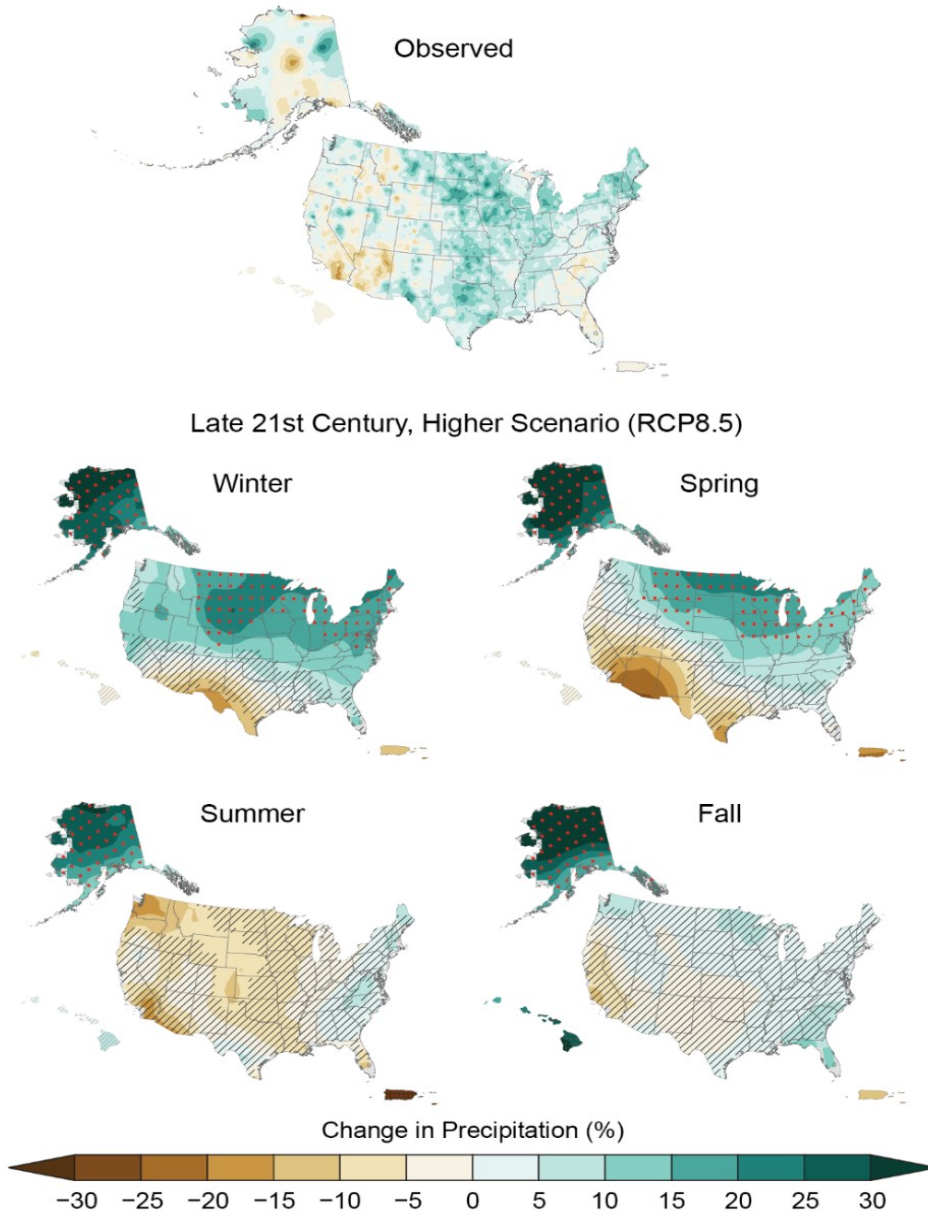 Observed
Late 21st Century, Higher Scenario (RCP8.5)
Winter
Spring
Summer
Fall
Change in Precipitation (%)
−30 −25 −20 −15 −10 −5 0 5 10 15 20 25 30